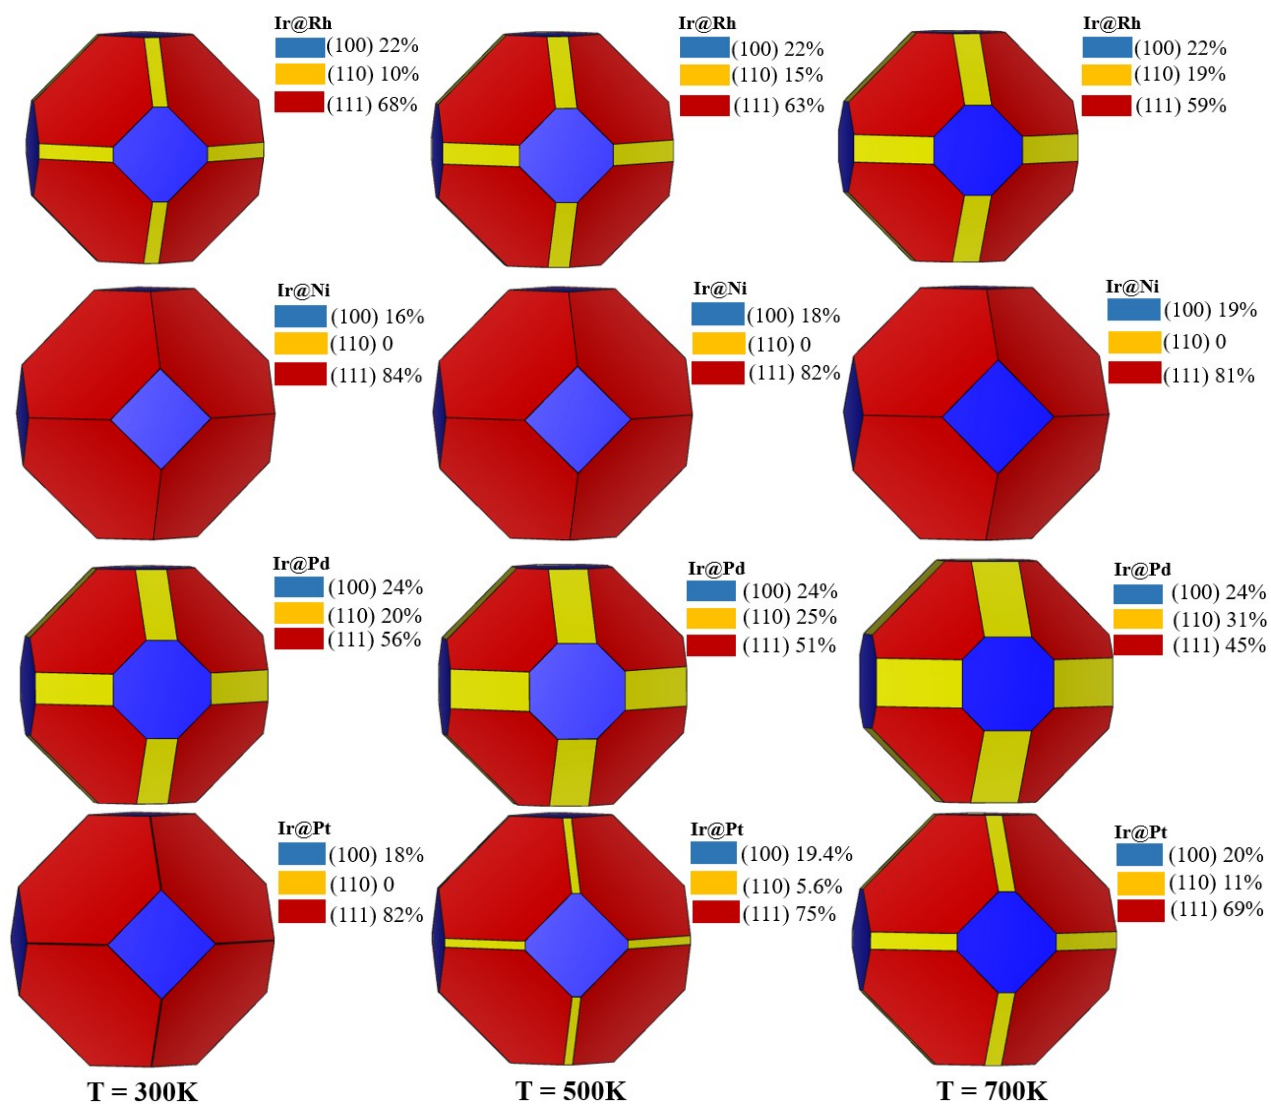 Ir@Rh
(100) 22%
(110) 10%
(111) 68%
Ir@Rh
(100) 22%
(110) 15%
(111) 63%
Ir@Rh
(100) 22%
(110) 19%
(111) 59%
Ir@Ni
(100) 16%
(110) 0
(111) 84%
Ir@Ni
(100) 18%
(110) 0
(111) 82%
Ir@Ni
(100) 19%
(110) 0
(111) 81%
Ir@Pd
(100) 24%
(110) 20%
(111) 56%
Ir@Pd
(100) 24%
(110) 25%
(111) 51%
Ir@Pd
(100) 24%
(110) 31%
(111) 45%
Ir@Pt
(100) 18%
(110) 0
(111) 82%
Ir@Pt
(100) 19.4%
(110) 5.6%
(111) 75%
Ir@Pt
(100) 20%
(110) 11%
(111) 69%
T = 300K
T = 500K
T = 700K